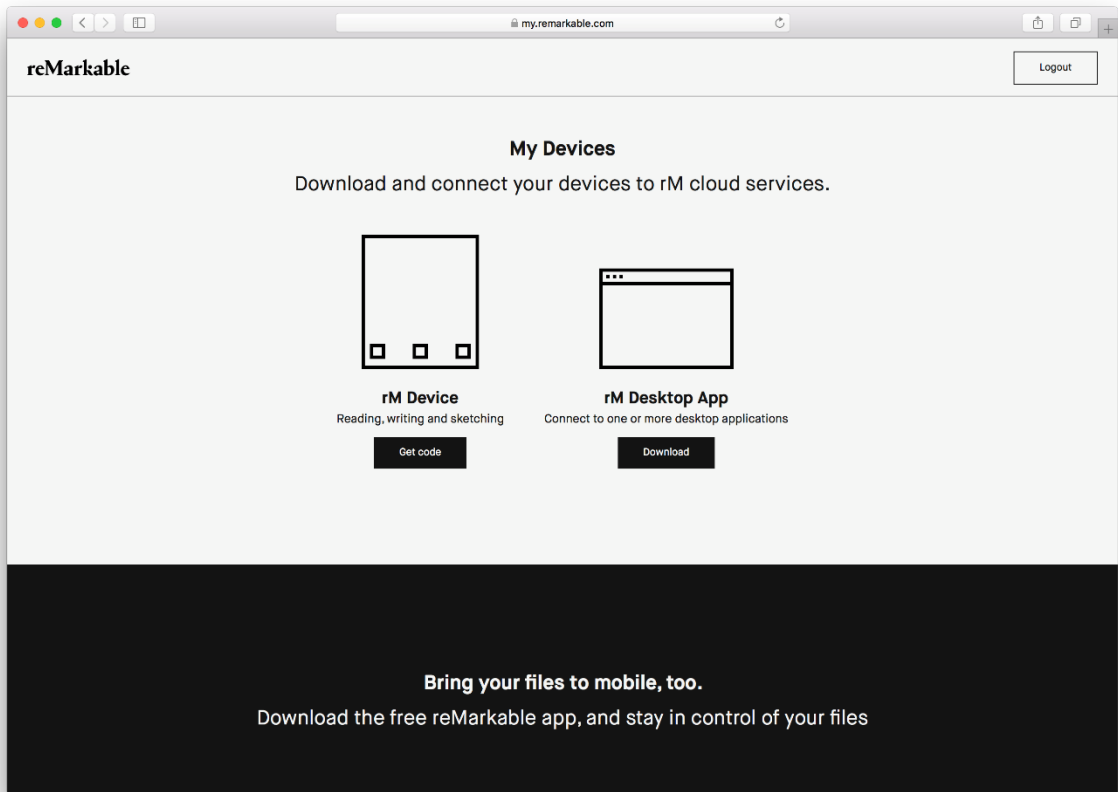 my.remarkable.com
reMarkable
Logout
My Devices
Download and connect your devices to rM cloud services.
rM Device
Reading, writing and sketching
Get code
rM Desktop App
Connect to one or more desktop applications
Download
Bring your files to mobile, too.
Download the free reMarkable app, and stay in control of your files